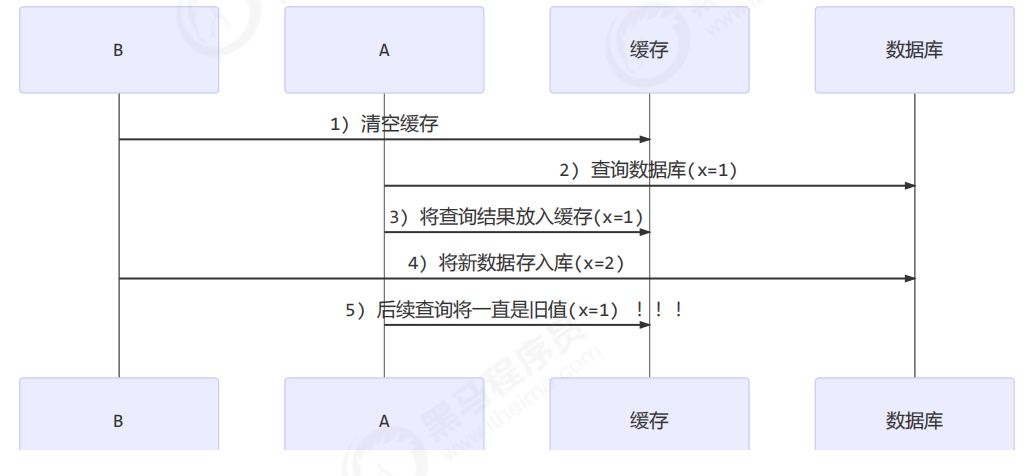 B
A
缓存
数据库
1) 清空缓存
2) 查询数据库(x=1)
3) 将查询结果放入缓存(x=1)
4) 将新数据存入库(x=2)
5) 后续查询将一直是旧值(x=1) ！！！
黑马程序员
www.itheima.com
B
A
缓存
数据库